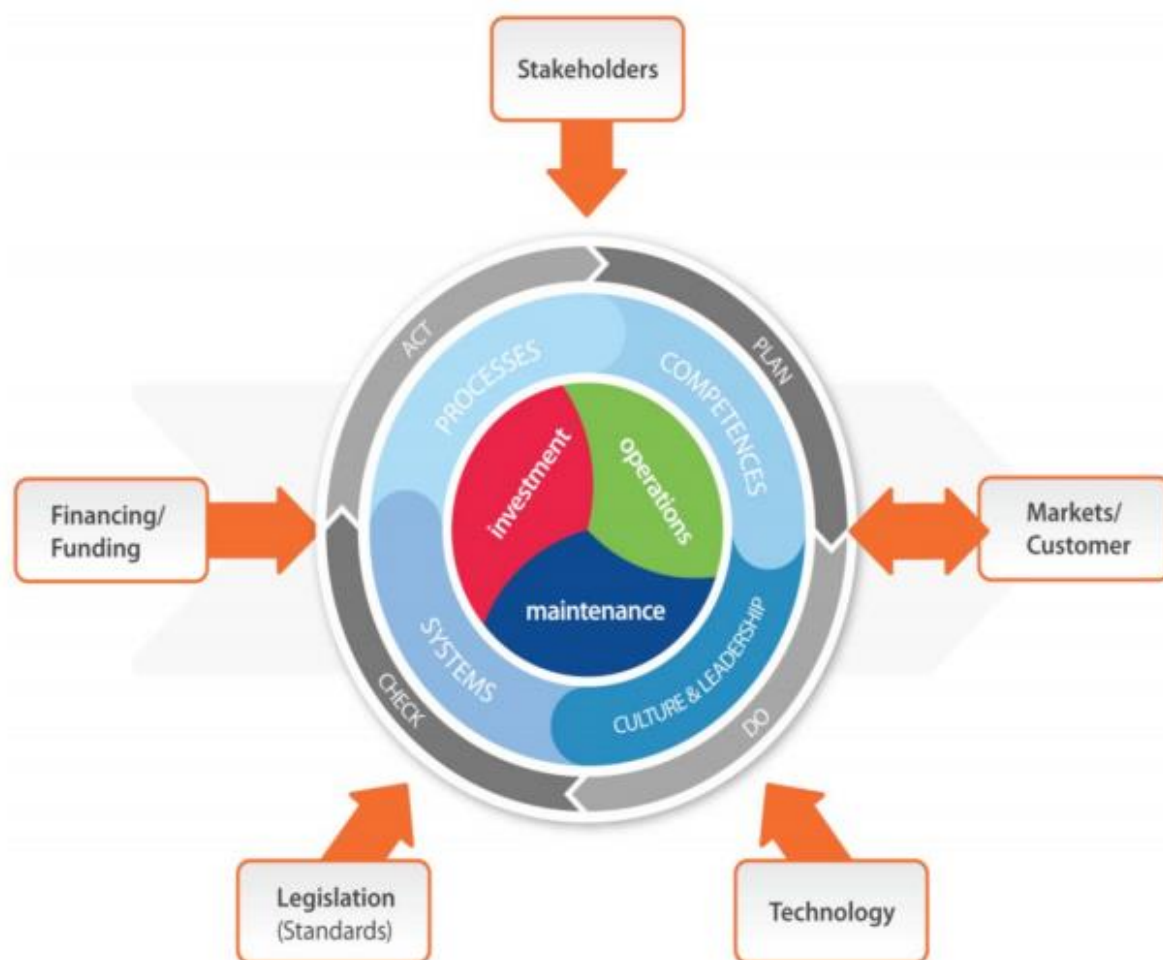 Stakeholders
ACT
PLAN
PROCESSES
COMPETENCES
investment
operations
Financing/
Funding
Markets/
Customer
maintenance
SYSTEMS
CULTURE & LEADERSHIP
CHECK
DO
Legislation
(Standards)
Technology